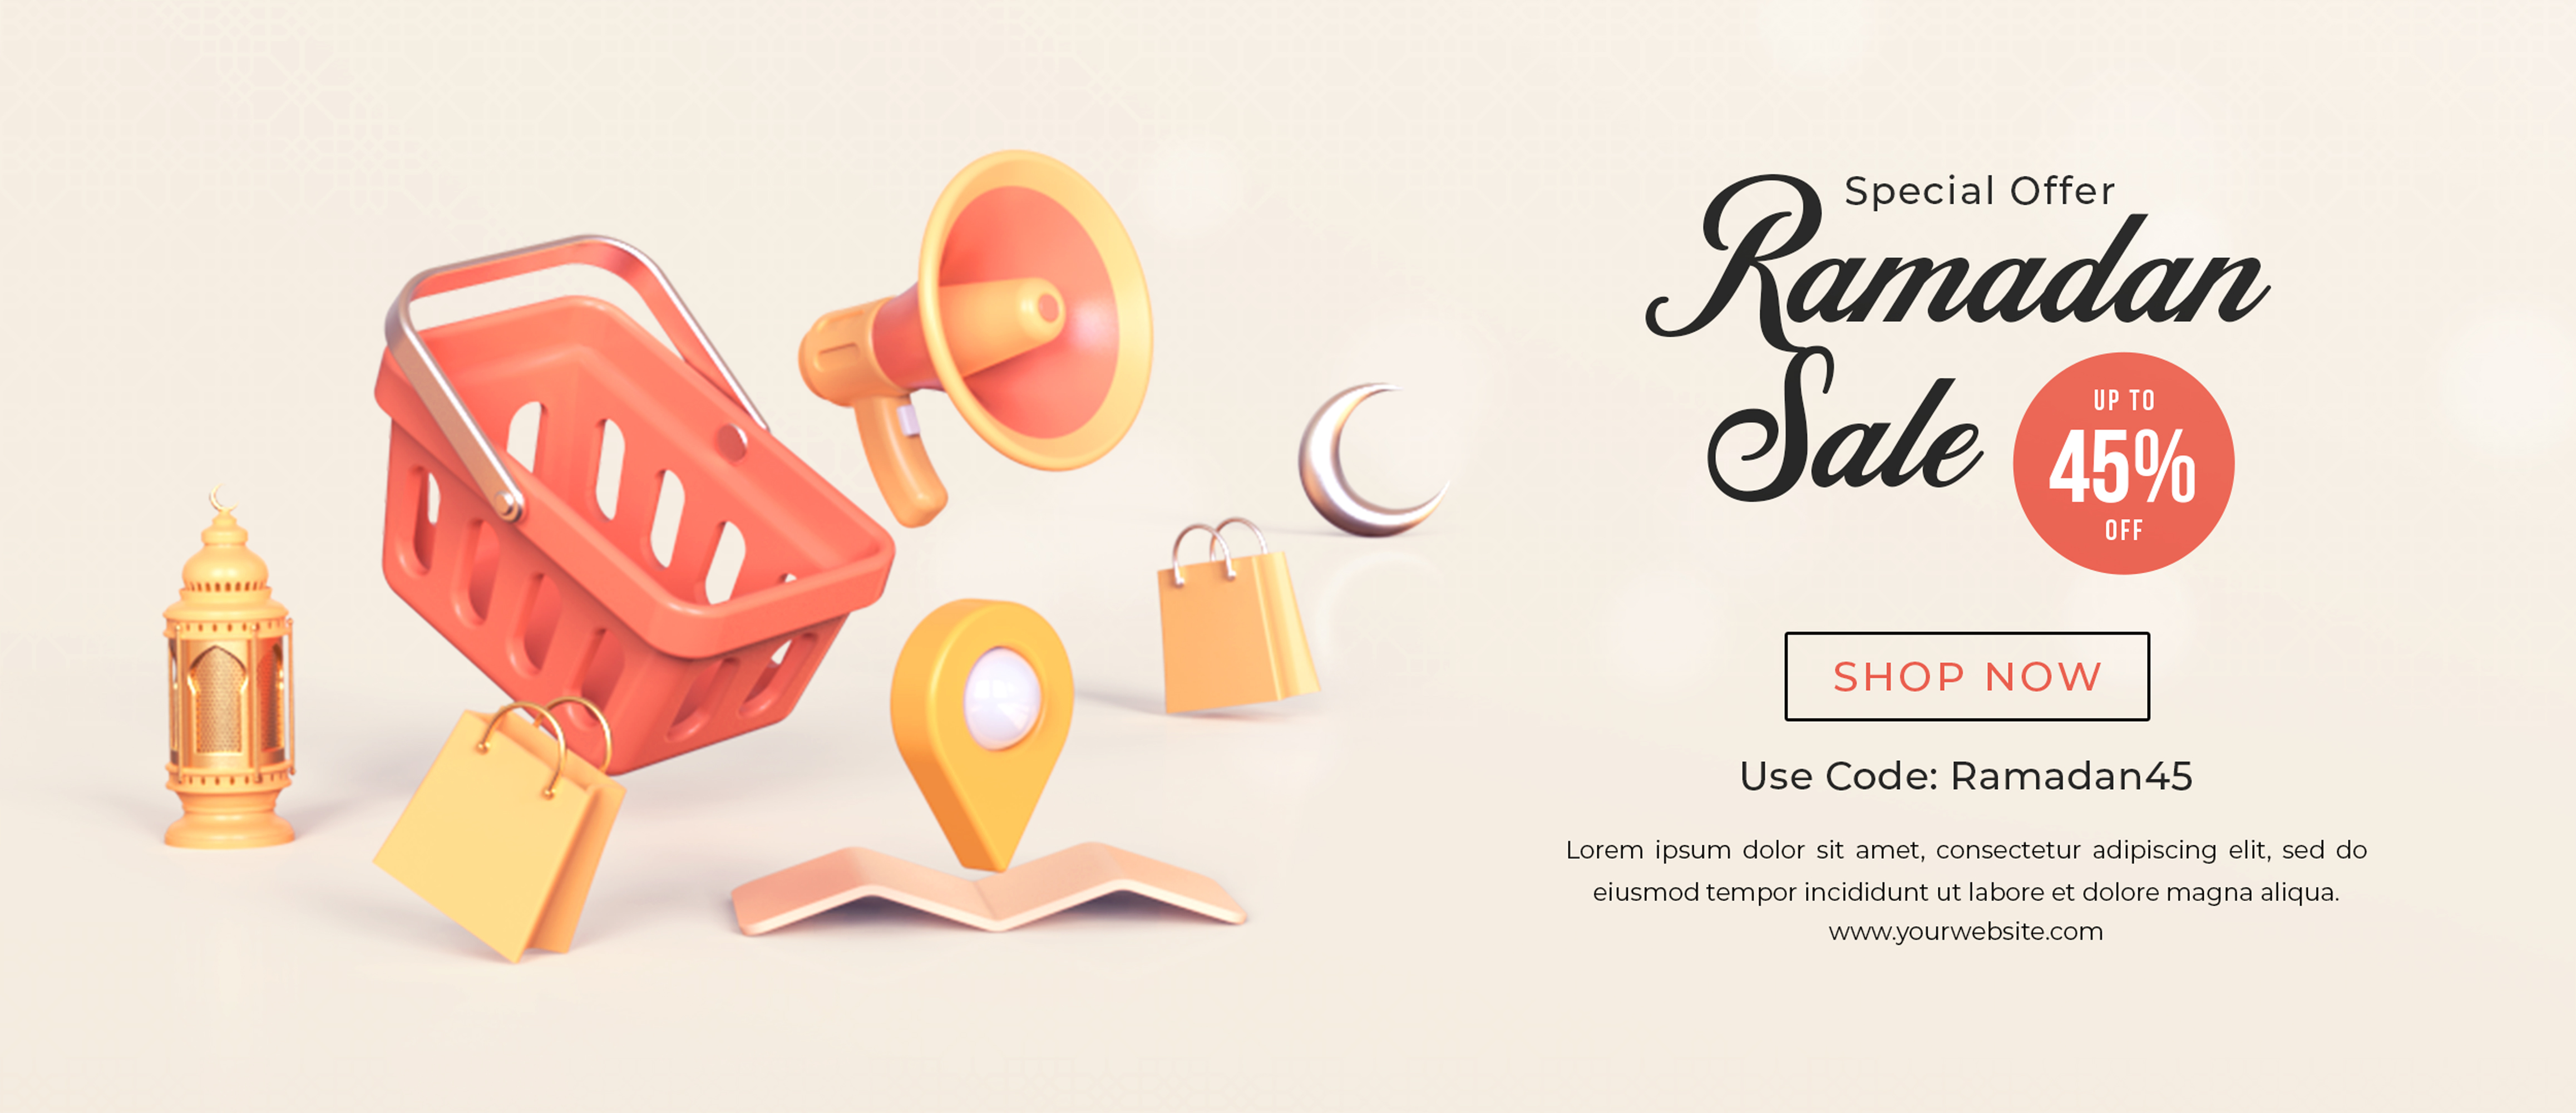 Special Offer
Ramadan
Sale
UP TO
45%
OFF
SHOP NOW
Use Code: Ramadan45
Lorem ipsum dolor sit amet, consectetur adipiscing elit, sed do
eiusmod tempor incididunt ut labore et dolore magna aliqua.
www.yourwebsite.com